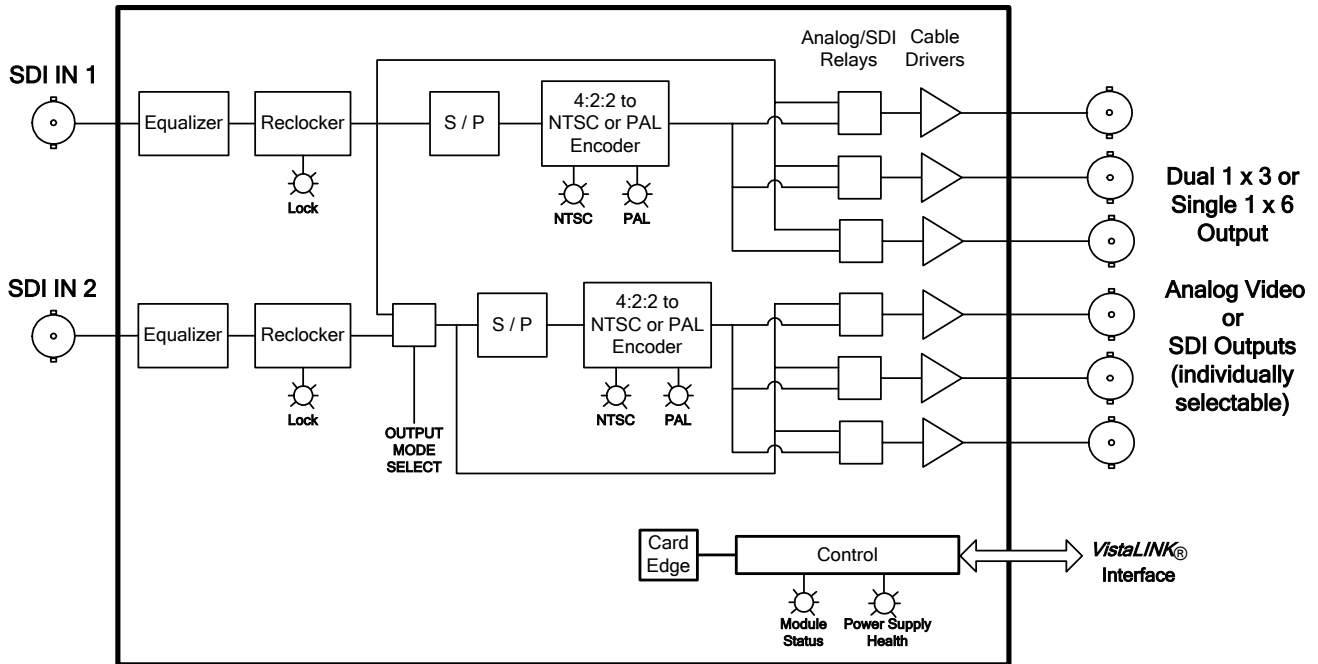 Analog/SDI
Relays
Cable
Drivers
SDI IN 1
Equalizer
Reclocker
S / P
4:2:2 to
NTSC or PAL
Encoder
Lock
NTSC
PAL
Dual 1 x 3 or
Single 1 x 6
Output
SDI IN 2
Equalizer
Reclocker
S / P
4:2:2 to
NTSC or PAL
Encoder
Lock
OUTPUT
MODE
SELECT
NTSC
PAL
Analog Video
or
SDI Outputs
(individually
selectable)
Card
Edge
Control
VistaLINK®
Interface
Module
Status
Power Supply
Health